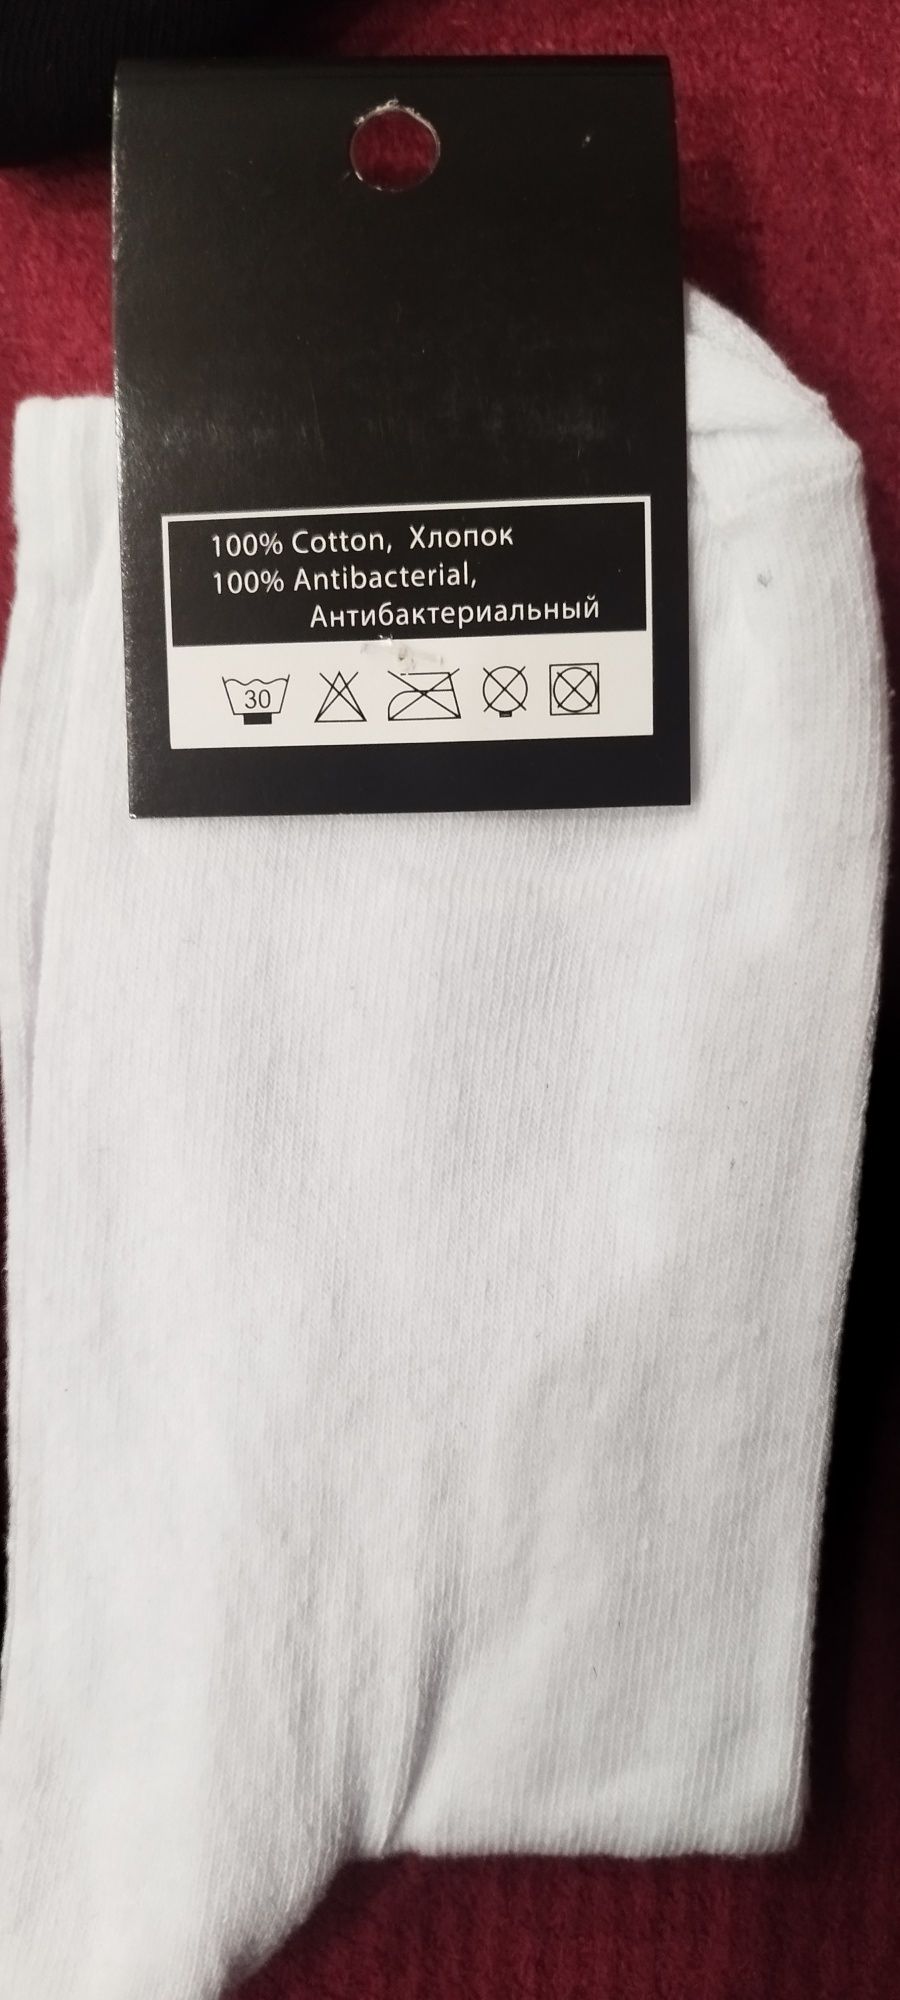 100% Cotton, Хлопок
100% Antibacterial,
Антибактериальный
30